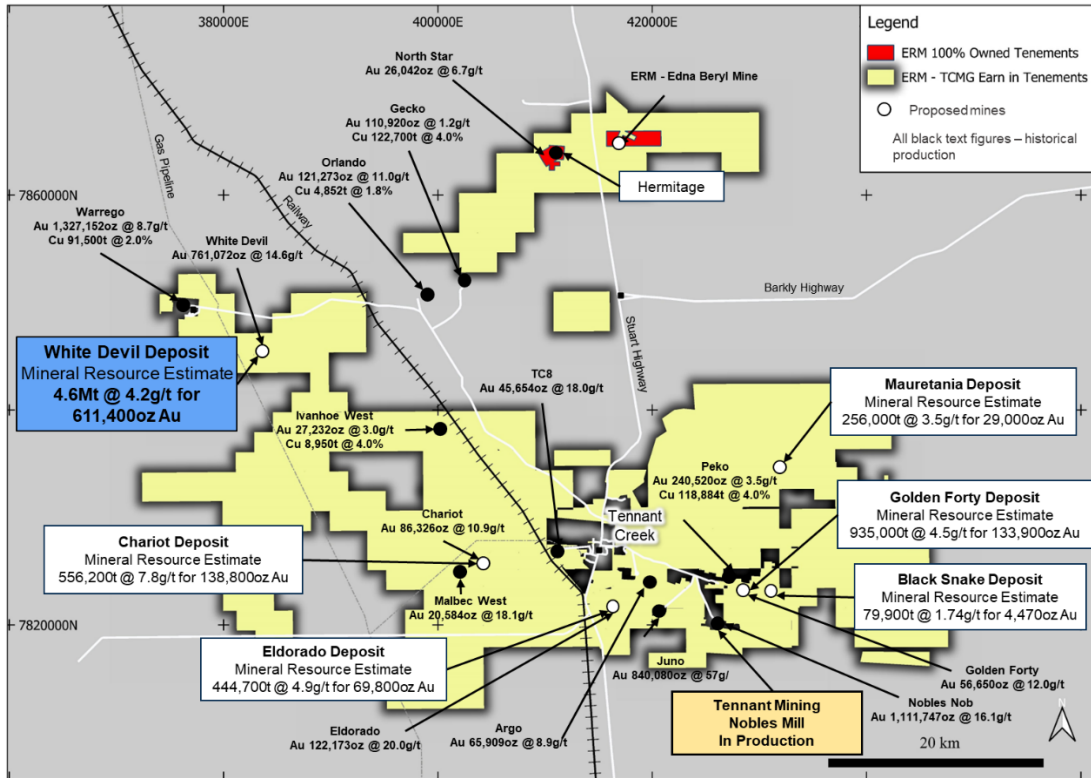 380000
400000
420000
Legend
ERM 100% Owned Tenements
ERM - TCMG Earn in Tenements
Proposed mines
All black text figures – historical
production
North Star
Au 26,042oz @ 6.7g/t
ERM - Edna Beryl Mine
Gecko
Au 110,920oz @ 1.2g/t
Cu 122,700t @ 4.0%
Orlando
Au 121,273oz @ 11.0g/t
Cu 4,852t @ 1.8%
Hermitage
Gas Pipeline
Railway
7860000N
Warrego
Au 1,327,152oz @ 8.7g/t
Cu 91,500t @ 2.0%
White Devil
Au 761,072oz @ 14.6g/t
Barkly Highway
Stuart Highway
White Devil Deposit
Mineral Resource Estimate
4.6Mt @ 4.2g/t for
611,400oz Au
TC8
Au 45,654oz @ 18.0g/t
Mauretania Deposit
Mineral Resource Estimate
256,000t @ 3.5g/t for 29,000oz Au
Ivanhoe West
Au 27,232oz @ 3.0g/t
Cu 8,950t @ 4.0%
Peko
Au 240,520oz @ 3.5g/t
Cu 118,884t @ 4.0%
Chariot
Au 86,326oz @ 10.9g/t
Tennant
Creek
Golden Forty Deposit
Mineral Resource Estimate
935,000t @ 4.5g/t for 133,900oz Au
Chariot Deposit
Mineral Resource Estimate
556,200t @ 7.8g/t for 138,800oz Au
Black Snake Deposit
Mineral Resource Estimate
79,900t @ 1.74g/t for 4,470oz Au
Malbec West
Au 20,584oz @ 18.1g/t
7820000N
Eldorado Deposit
Mineral Resource Estimate
444,700t @ 4.9g/t for 69,800oz Au
Juno
Au 840,080oz @ 57g/
Golden Forty
Au 56,650oz @ 12.0g/t
Tennant Mining
Nobles Mill
In Production
Nobles Nob
Au 1,111,747oz @ 16.1g/t
Eldorado
Au 122,173oz @ 20.0g/t
Argo
Au 65,909oz @ 8.9g/t
20 km